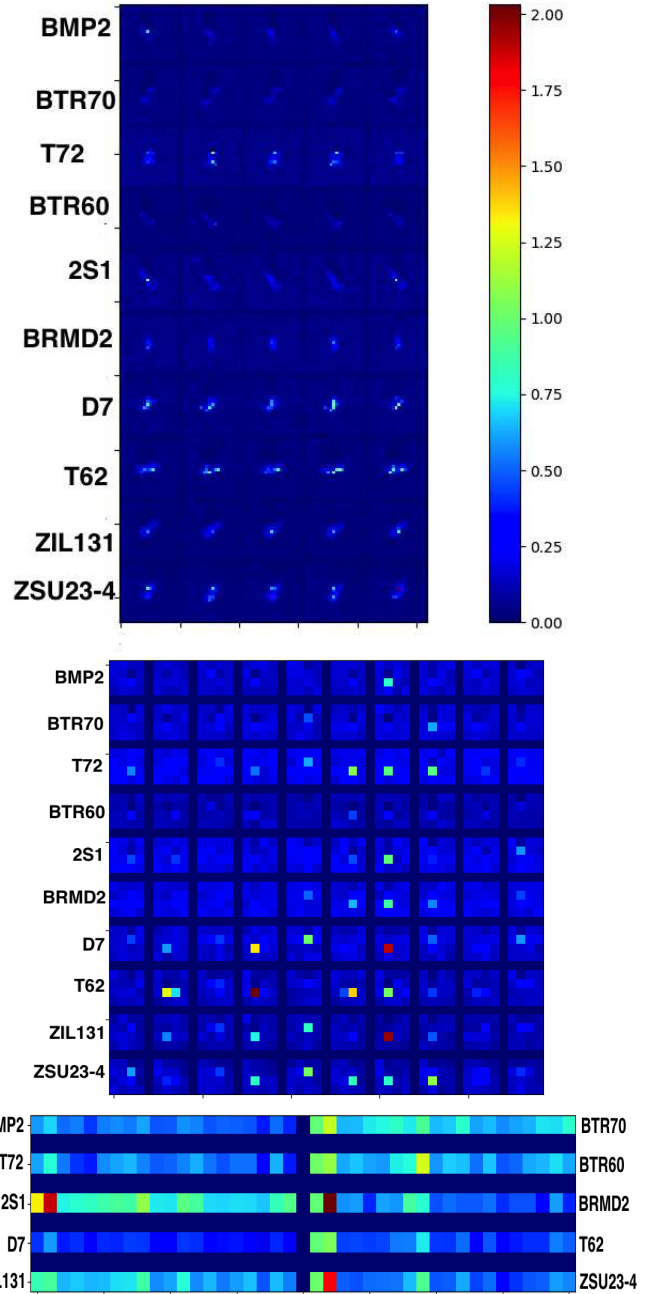 BMP2
BTR70
T72
BTR60
2S1
BRMD2
D7
T62
ZIL131
ZSU23-4
2.00
1.75
1.50
1.25
1.00
0.75
0.50
0.25
0.00
BMP2
BTR70
T72
BTR60
2S1
BRMD2
D7
T62
ZIL131
ZSU23-4
MP2 BTR70
T72 BTR60
2S1 BRMD2
D7 T62
L131 ZSU23-4